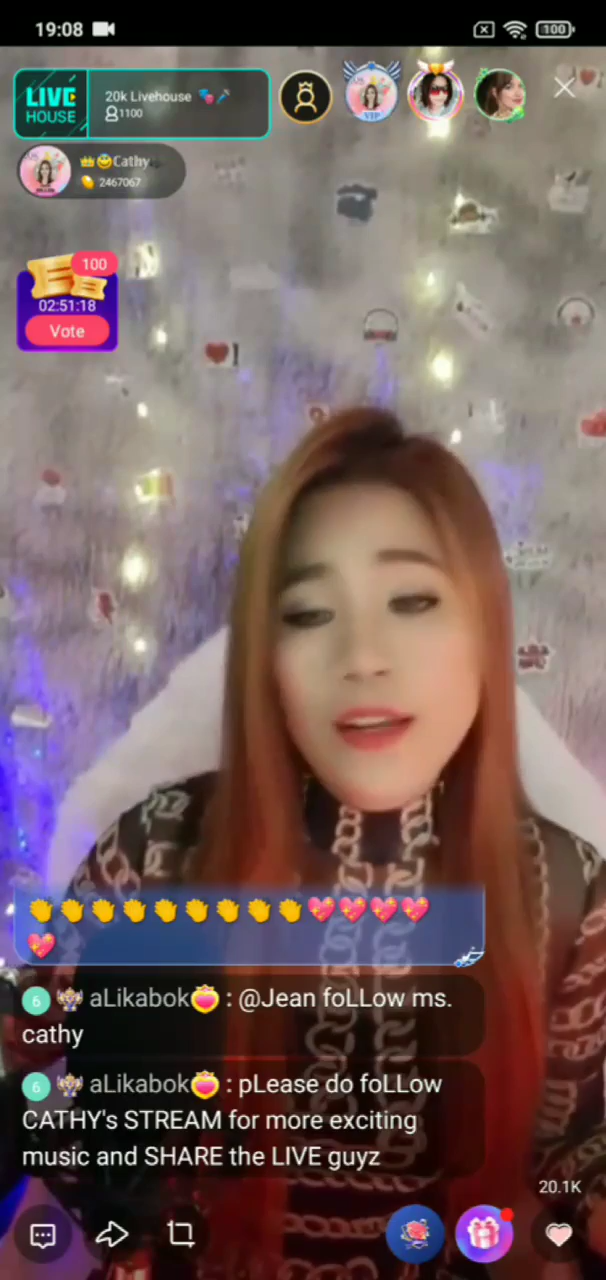 19:08
100
LIVE
HOUSE
20k Livehouse
1100
VIP
Cathy
2467067
100
02:51:18
Vote
6 aLikabok : @Jean foLLow ms.
cathy
6 aLikabok : pLease do foLLow
CATHY's STREAM for more exciting
music and SHARE the LIVE guyz
20.1K